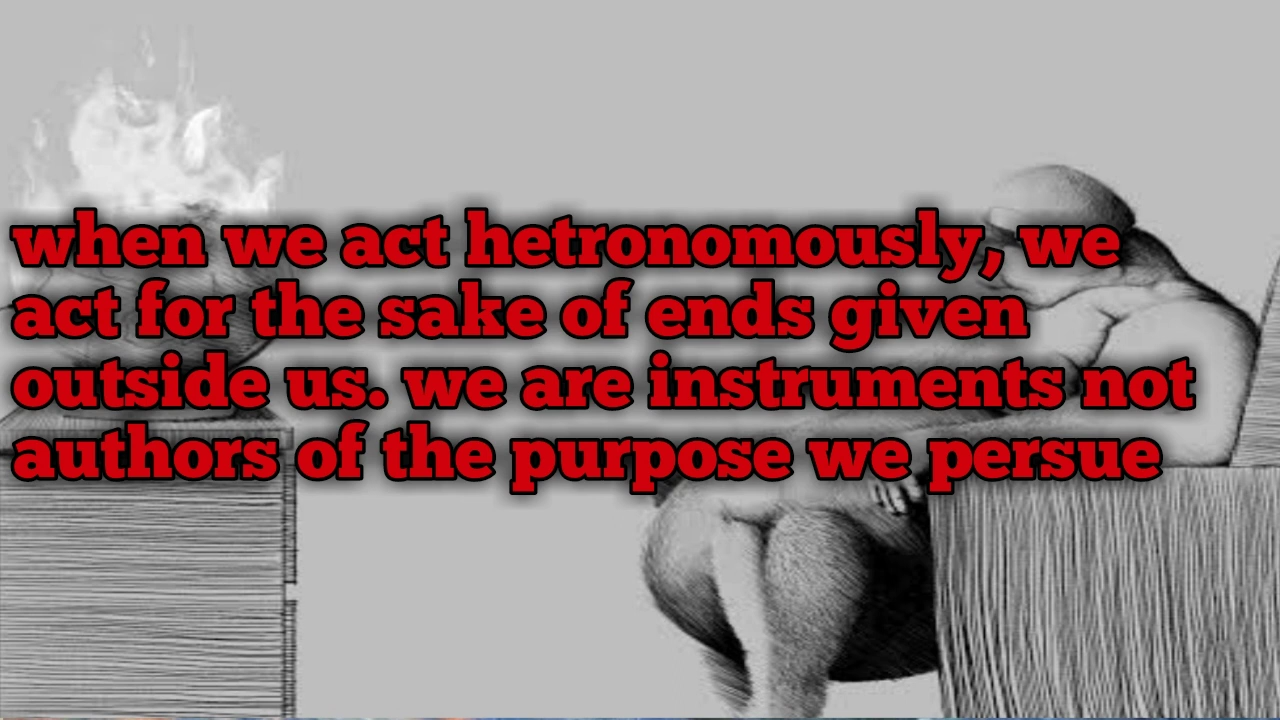 when we act hetronomously, we
act for the sake of ends given
outside us. we are instruments not
authors of the purpose we persue